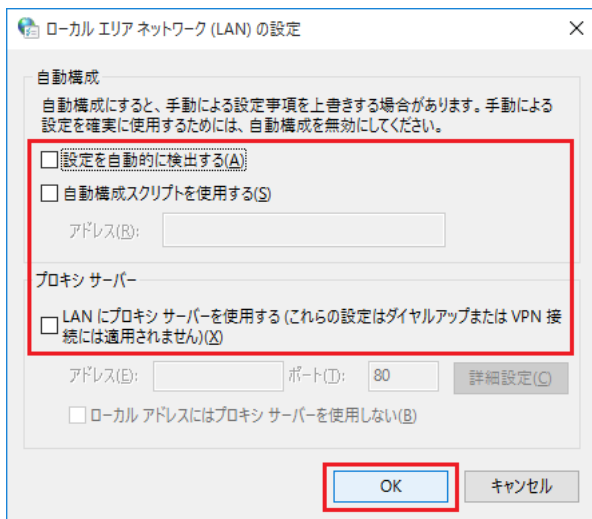 ローカル エリア ネットワーク (LAN) の設定
自動構成
自動構成にすると、手動による設定事項を上書きする場合があります。手動による
設定を確実に使用するためには、自動構成を無効にしてください。
設定を自動的に検出する(A)
自動構成スクリプトを使用する(S)
アドレス(R):
プロキシ サーバー
LAN にプロキシ サーバーを使用する (これらの設定はダイヤルアップまたは VPN 接
続には適用されません)(X)
アドレス(E): ポート(T): 80 詳細設定(C)
ローカル アドレスにはプロキシ サーバーを使用しない(B)
OK キャンセル